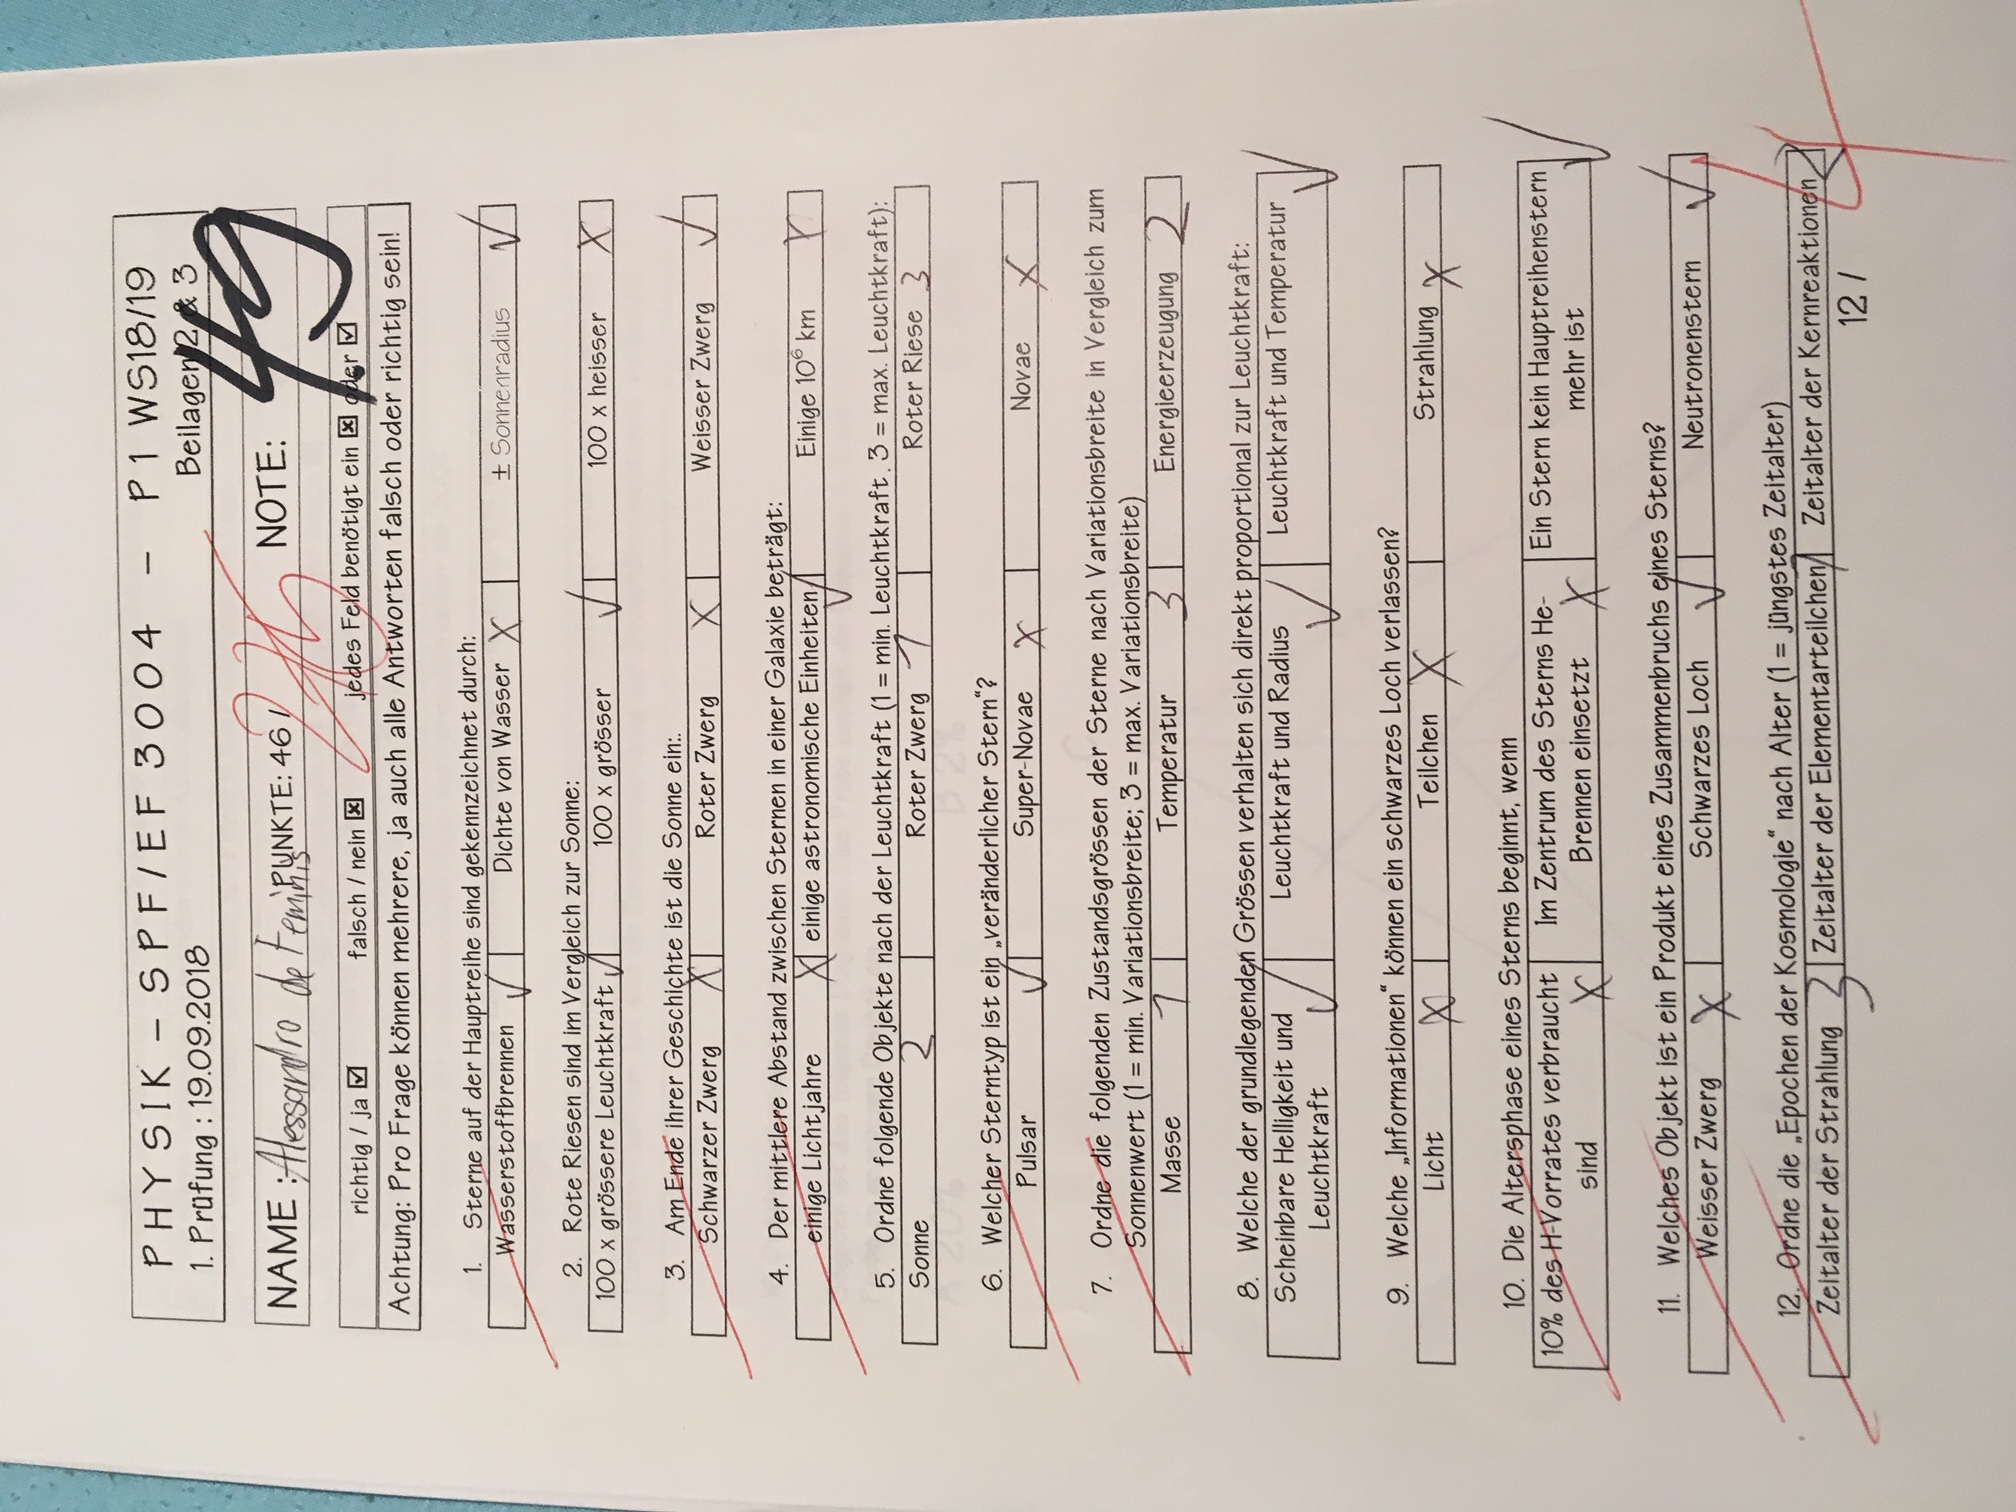 PHYSIK – SPF/EF 3004 – P1 WS18/19
1. Prüfung : 19.09.2018 Beilagen 2 & 3
NAME : Alessandro de Feminis PUNKTE: 46 / NOTE: 4.9
richtig / ja ☑ falsch / nein ☒ jedes Feld benötigt ein ☒ oder ☑
Achtung: Pro Frage können mehrere, ja auch alle Antworten falsch oder richtig sein!
1. Sterne auf der Hauptreihe sind gekennzeichnet durch:
Wasserstoffbrennen ✓ Dichte von Wasser X ± Sonnenradius ✓
2. Rote Riesen sind im Vergleich zur Sonne:
100 x grössere Leuchtkraft ✓ 100 x grösser ✓ 100 x heisser X
3. Am Ende ihrer Geschichte ist die Sonne ein:.
Schwarzer Zwerg X Roter Zwerg X Weisser Zwerg ✓
4. Der mittlere Abstand zwischen Sternen in einer Galaxie beträgt:
einige Lichtjahre X einige astronomische Einheiten ✓ Einige 10⁶ km X
5. Ordne folgende Objekte nach der Leuchtkraft (1 = min. Leuchtkraft. 3 = max. Leuchtkraft):
Sonne 2 Roter Zwerg 1 Roter Riese 3
6. Welcher Sterntyp ist ein „veränderlicher Stern“?
Pulsar ✓ Super-Novae X Novae X
7. Ordne die folgenden Zustandsgrössen der Sterne nach Variationsbreite in Vergleich zum
Sonnenwert (1 = min. Variationsbreite; 3 = max. Variationsbreite)
Masse 1 Temperatur 3 Energieerzeugung 2
8. Welche der grundlegenden Grössen verhalten sich direkt proportional zur Leuchtkraft:
Scheinbare Helligkeit und Leuchtkraft und Radius ✓ Leuchtkraft und Temperatur ✓
Leuchtkraft ✓
9. Welche „Informationen“ können ein schwarzes Loch verlassen?
Licht X Teilchen X Strahlung X
10. Die Altersphase eines Sterns beginnt, wenn
10% des H-Vorrates verbraucht Im Zentrum des Sterns He- Ein Stern kein Hauptreihenstern
sind X Brennen einsetzt X mehr ist ✓
11. Welches Objekt ist ein Produkt eines Zusammenbruchs eines Sterns?
Weisser Zwerg X Schwarzes Loch ✓ Neutronenstern ✓
12. Ordne die „Epochen der Kosmologie“ nach Alter (1 = jüngstes Zeitalter)
Zeitalter der Strahlung 3 Zeitalter der Elementarteilchen 1 Zeitalter der Kernreaktionen 2
12 / 4